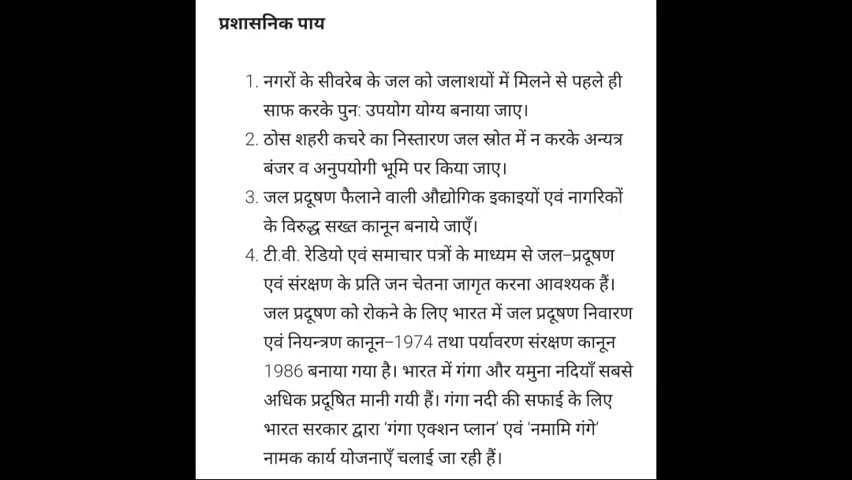 प्रशासनिक पाय
1. नगरों के सीवरेब के जल को जलाशयों में मिलने से पहले ही
साफ करके पुन: उपयोग योग्य बनाया जाए।
2. ठोस शहरी कचरे का निस्तारण जल स्रोत में न करके अन्यत्र
बंजर व अनुपयोगी भूमि पर किया जाए।
3. जल प्रदूषण फैलाने वाली औद्योगिक इकाइयों एवं नागरिकों
के विरुद्ध सख्त कानून बनाये जाएँ।
4. टी.वी. रेडियो एवं समाचार पत्रों के माध्यम से जल–प्रदूषण
एवं संरक्षण के प्रति जन चेतना जागृत करना आवश्यक हैं।
जल प्रदूषण को रोकने के लिए भारत में जल प्रदूषण निवारण
एवं नियन्त्रण कानून–1974 तथा पर्यावरण संरक्षण कानून
1986 बनाया गया है। भारत में गंगा और यमुना नदियाँ सबसे
अधिक प्रदूषित मानी गयी हैं। गंगा नदी की सफाई के लिए
भारत सरकार द्वारा ‘गंगा एक्शन प्लान’ एवं ‘नमामि गंगे’
नामक कार्य योजनाएँ चलाई जा रही हैं।